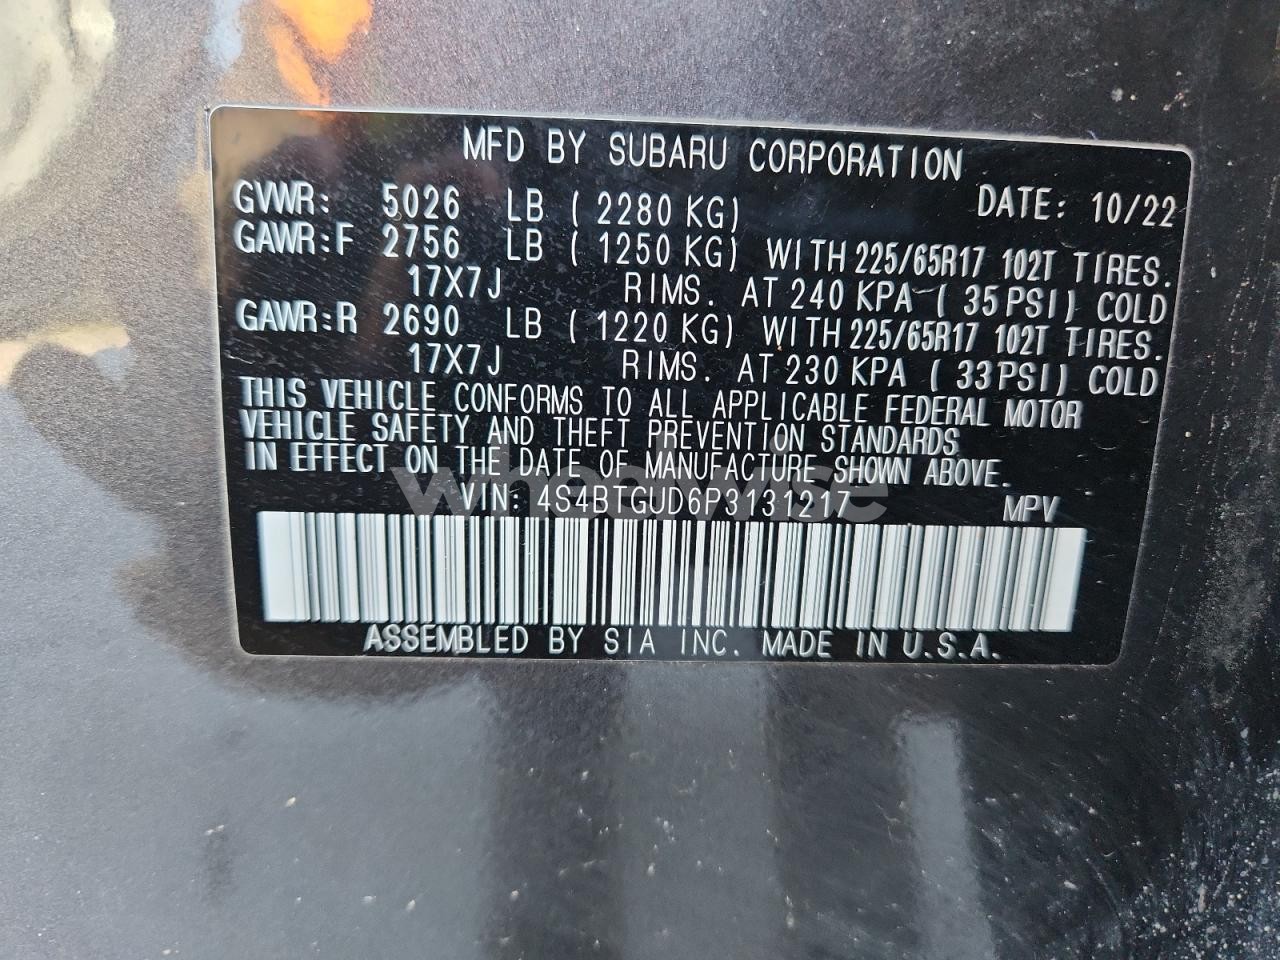 MFD BY SUBARU CORPORATION
DATE: 10/22
GVWR: 5026 LB ( 2280 KG)
GAWR:F 2756 LB ( 1250 KG) WITH 225/65R17 102T TIRES.
17X7J RIMS. AT 240 KPA ( 35 PSI) COLD
GAWR:R 2690 LB ( 1220 KG) WITH 225/65R17 102T TIRES.
17X7J RIMS. AT 230 KPA ( 33 PSI) COLD
THIS VEHICLE CONFORMS TO ALL APPLICABLE FEDERAL MOTOR
VEHICLE SAFETY AND THEFT PREVENTION STANDARDS
IN EFFECT ON THE DATE OF MANUFACTURE SHOWN ABOVE.
wheelwise
VIN: 4S4BTGUD6P3131217 MPV
ASSEMBLED BY SIA INC. MADE IN U.S.A.